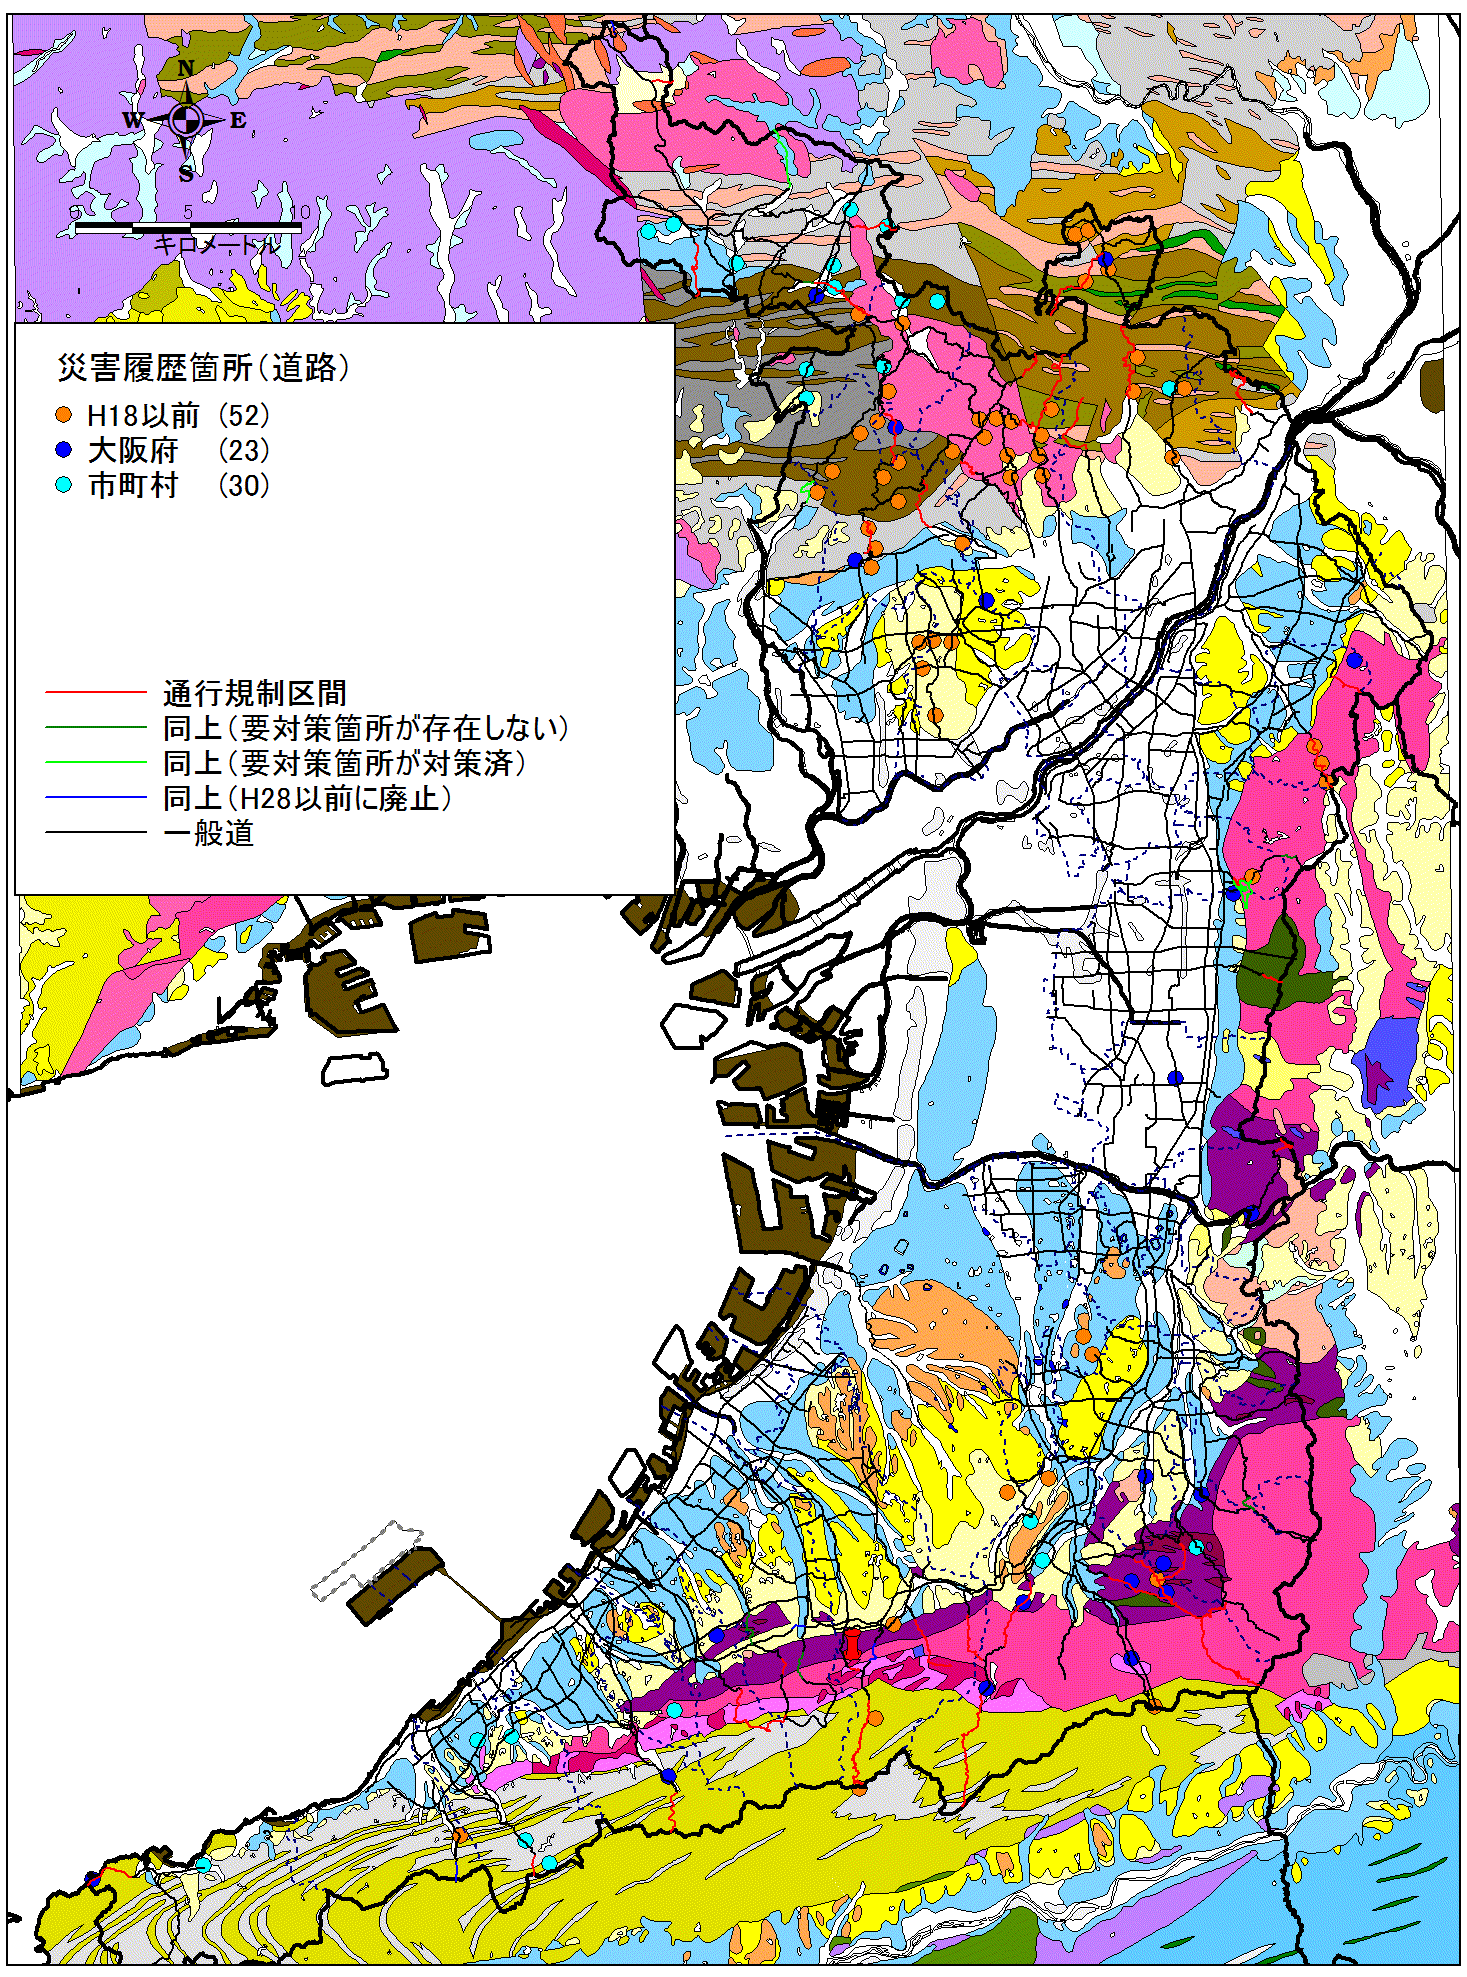 N
W E
S
0 5 10
キロメートル
災害履歴箇所(道路)
H18以前 (52)
大阪府 (23)
市町村 (30)
通行規制区間
同上(要対策箇所が存在しない)
同上(要対策箇所が対策済)
同上(H28以前に廃止)
一般道